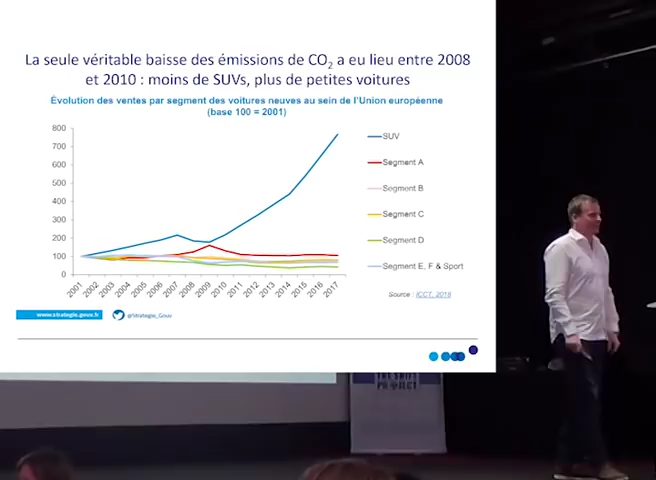 La seule véritable baisse des émissions de CO₂ a eu lieu entre 2008
et 2010 : moins de SUVs, plus de petites voitures
Évolution des ventes par segment des voitures neuves au sein de l'Union européenne
(base 100 = 2001)
800
700
600
500
400
300
200
100
0
2001 2002 2003 2004 2005 2006 2007 2008 2009 2010 2011 2012 2013 2014 2015 2016 2017
SUV
Segment A
Segment B
Segment C
Segment D
Segment E, F & Sport
Source : ICCT, 2018
www.strategie.gouv.fr
@Strategie_Gouv
THE SHIFT
PROJECT